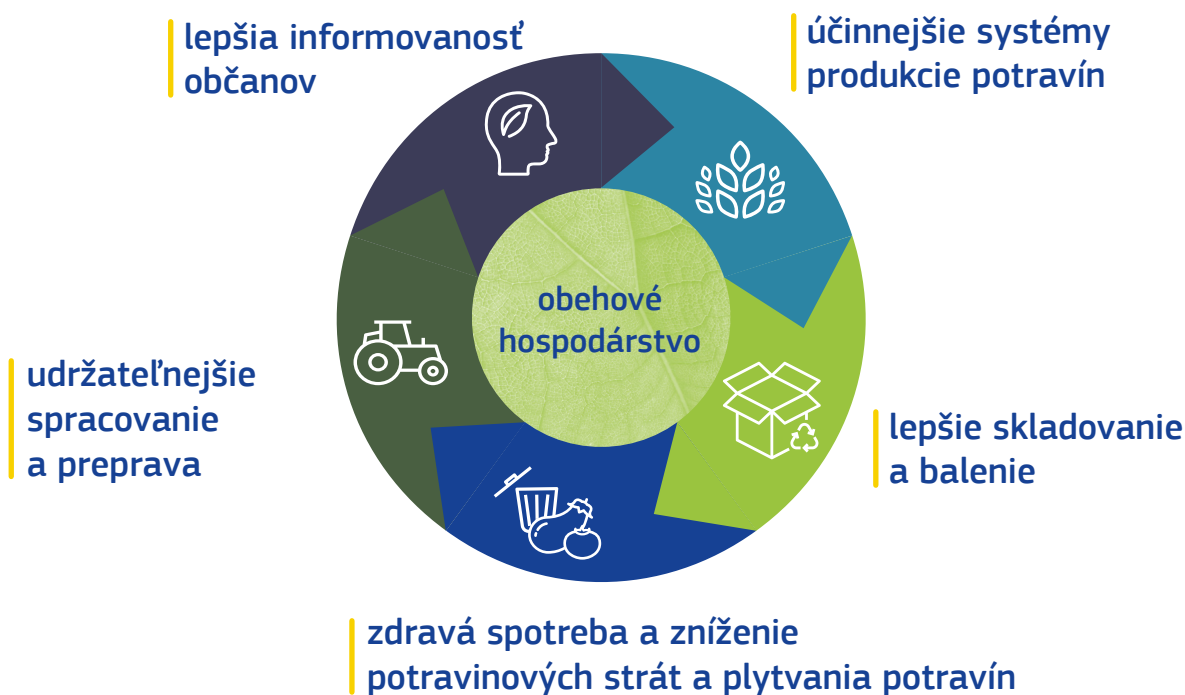 lepšia informovanosť
občanov
účinnejšie systémy
produkcie potravín
obehové
hospodárstvo
udržateľnejšie
spracovanie
a preprava
lepšie skladovanie
a balenie
zdravá spotreba a zníženie
potravinových strát a plytvania potravín